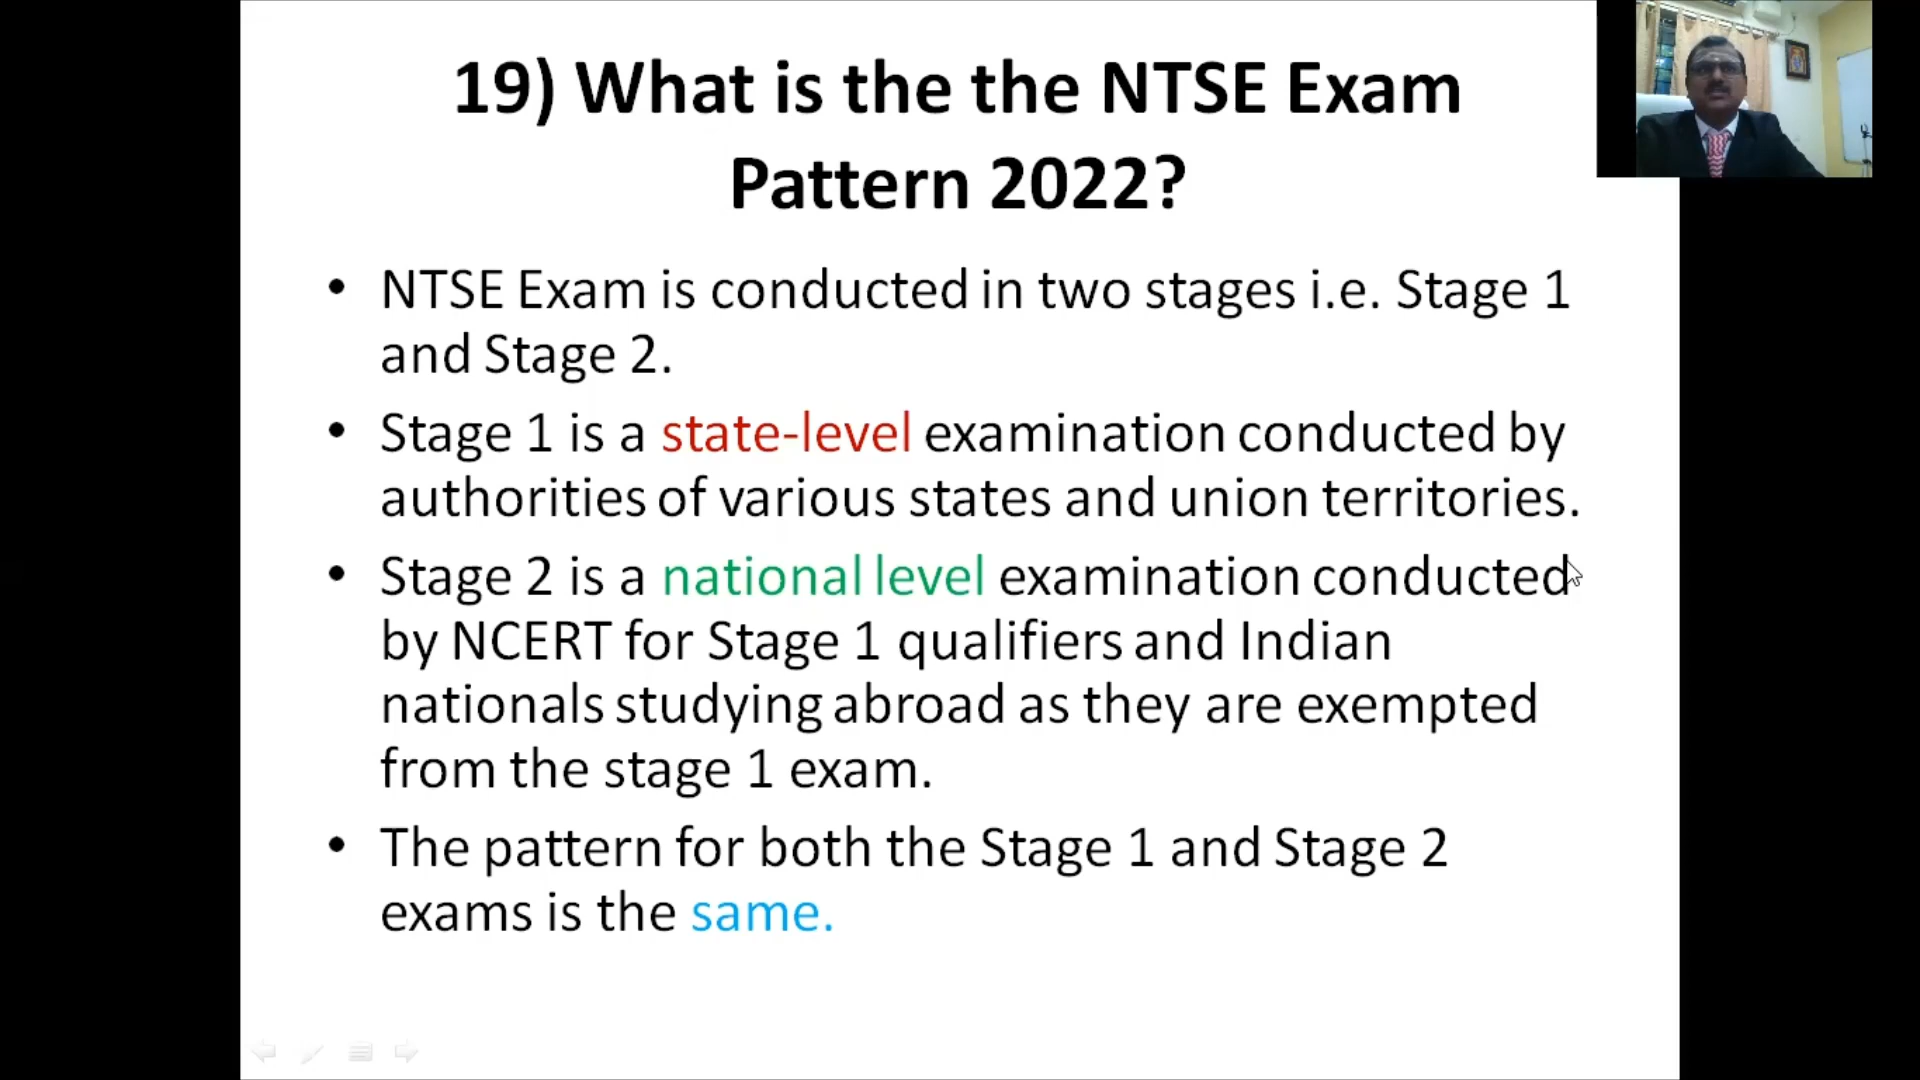 19) What is the the NTSE Exam
Pattern 2022?
• NTSE Exam is conducted in two stages i.e. Stage 1
and Stage 2.
• Stage 1 is a state-level examination conducted by
authorities of various states and union territories.
• Stage 2 is a national level examination conducted
by NCERT for Stage 1 qualifiers and Indian
nationals studying abroad as they are exempted
from the stage 1 exam.
• The pattern for both the Stage 1 and Stage 2
exams is the same.